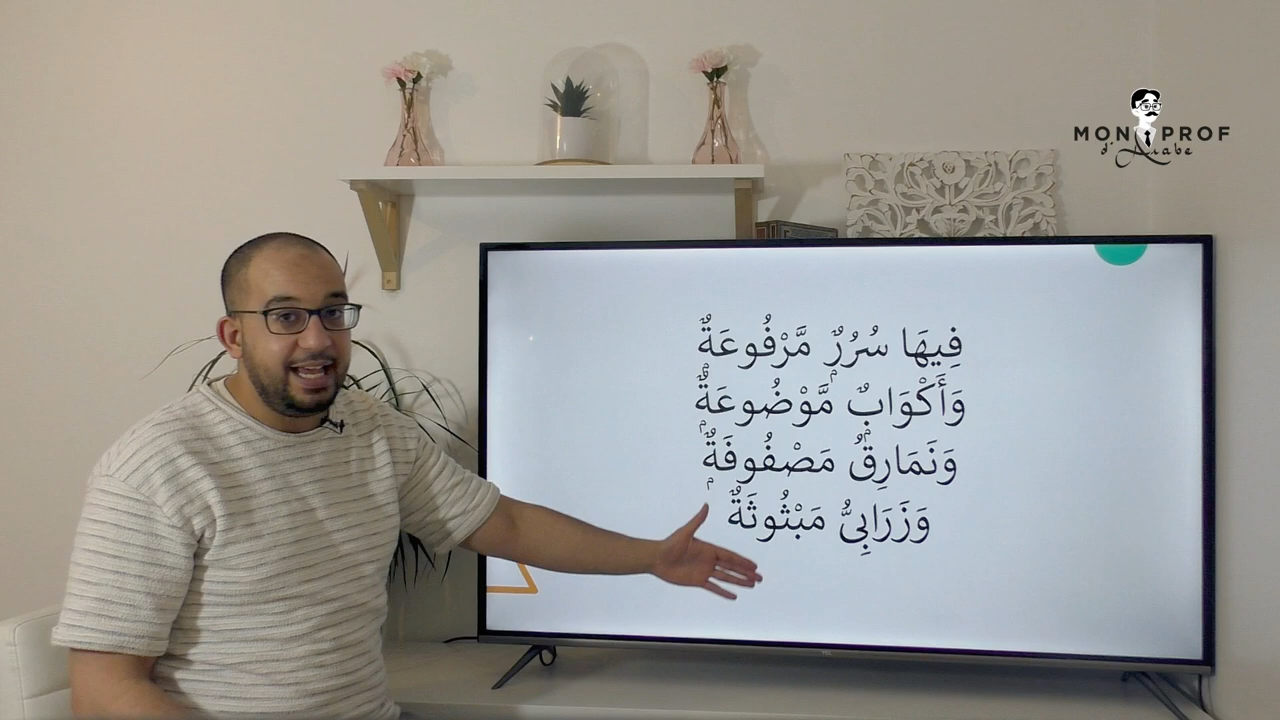 MON PROF
d'Arabe
فِيهَا سُرُرٌ مَّرْفُوعَةٌ
وَأَكْوَابٌ مَّوْضُوعَةٌ
وَنَمَارِقُ مَصْفُوفَةٌ
وَزَرَابِىُّ مَبْثُوثَةٌ